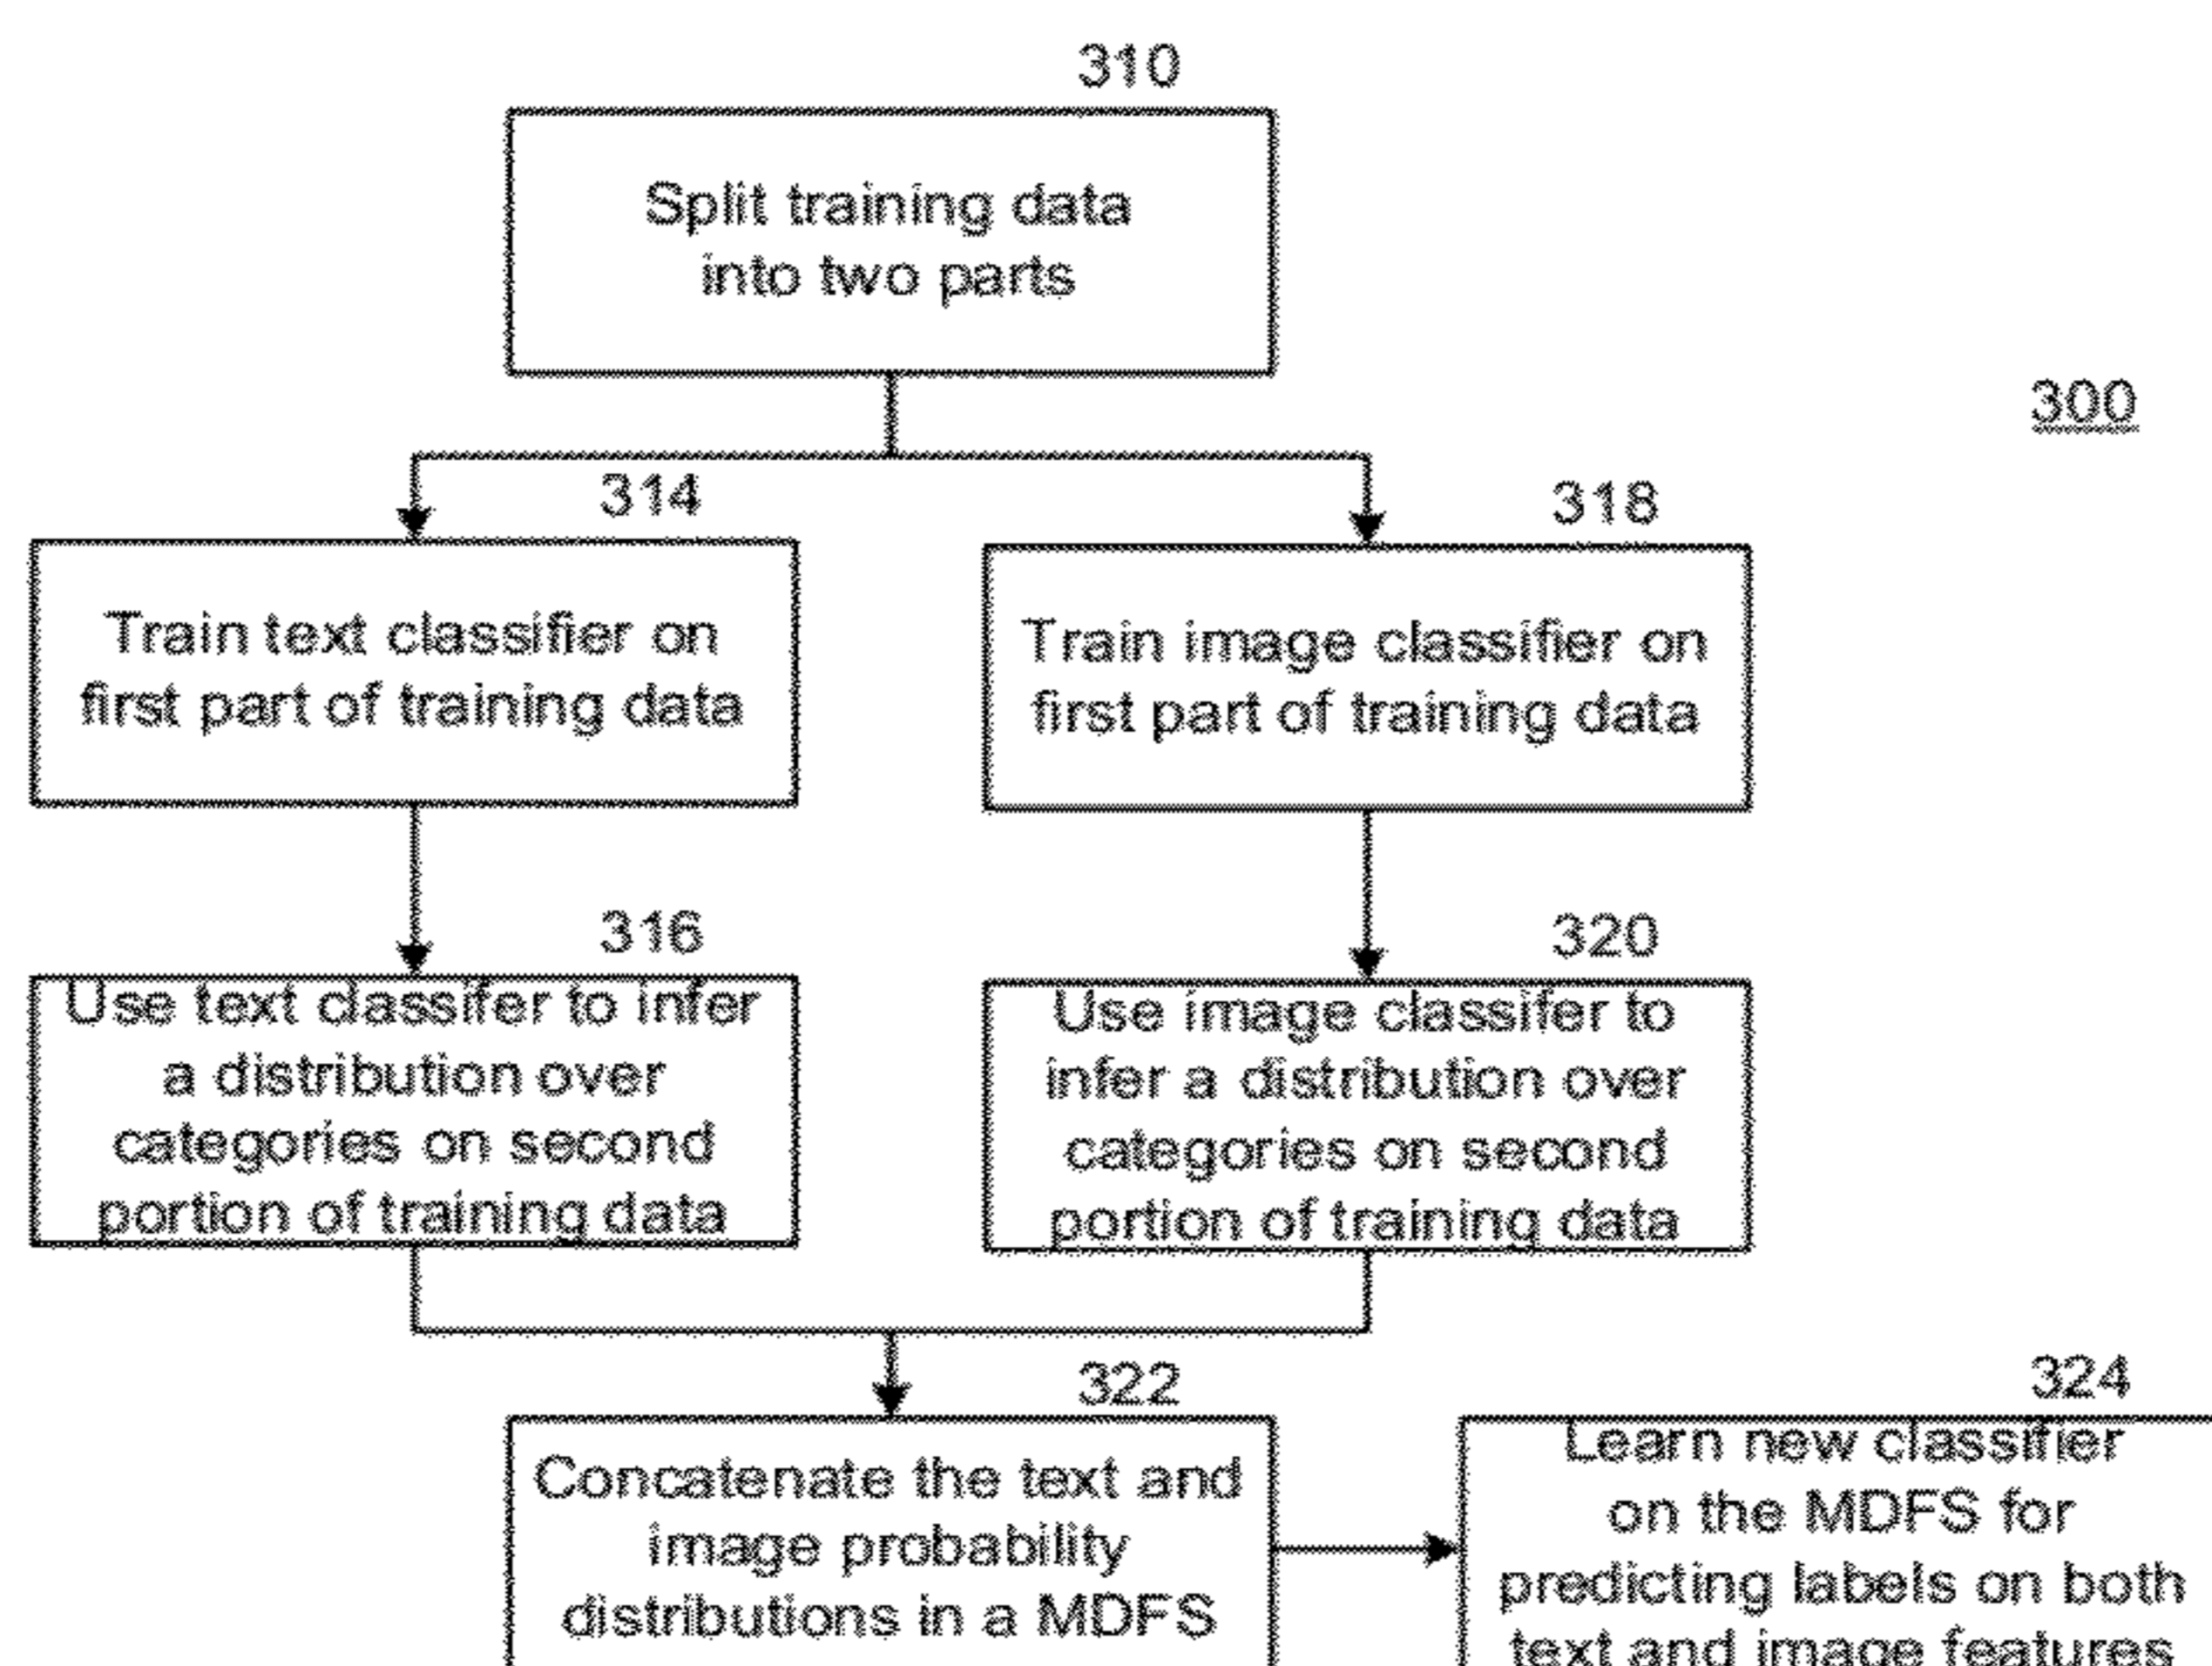 310
Split training data
into two parts
300
314
Train text classifier on
first part of training data
318
Train image classifier on
first part of training data
316
Use text classifer to infer
a distribution over
categories on second
portion of training data
320
Use image classifer to
infer a distribution over
categories on second
portion of training data
322
Concatenate the text and
image probability
distributions in a MDFS
324
Learn new classifier
on the MDFS for
predicting labels on both
text and image features